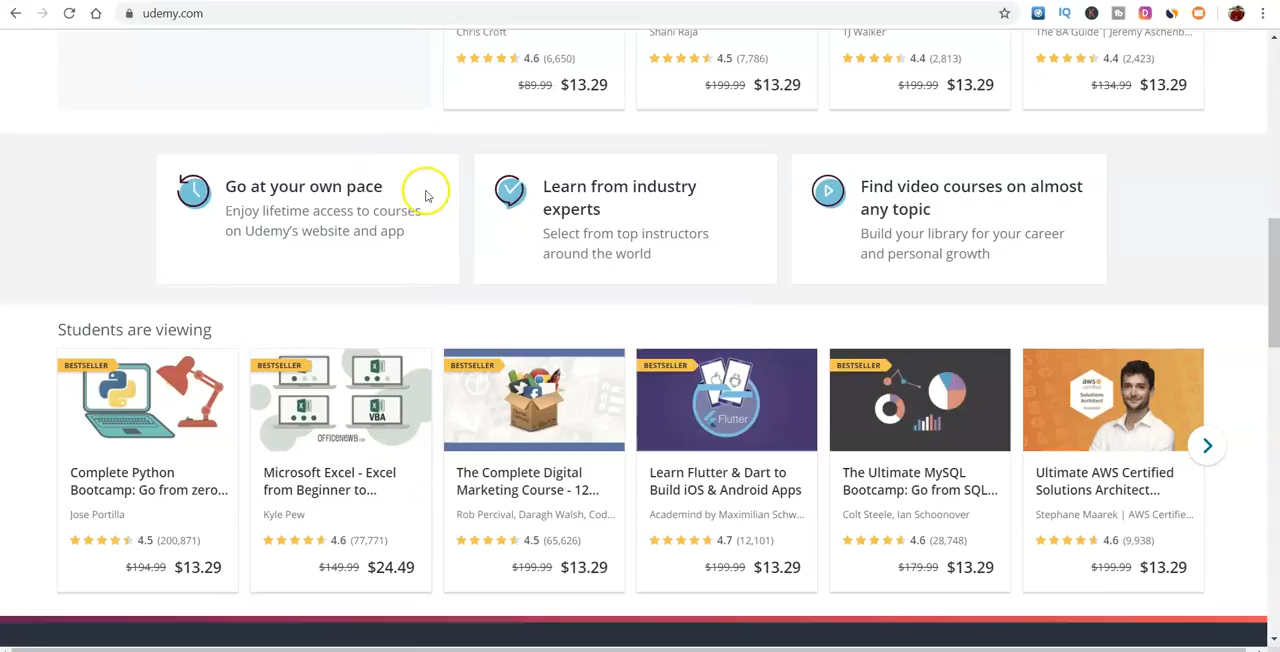 udemy.com
Chris Croft
Shani Raja
TJ Walker
The BA Guide | Jeremy Aschenb...
4.6 (6,650)
4.5 (7,786)
4.4 (2,813)
4.4 (2,423)
$89.99 $13.29
$199.99 $13.29
$199.99 $13.29
$134.99 $13.29
Go at your own pace
Enjoy lifetime access to courses
on Udemy's website and app
Learn from industry
experts
Select from top instructors
around the world
Find video courses on almost
any topic
Build your library for your career
and personal growth
Students are viewing
BESTSELLER
Complete Python
Bootcamp: Go from zero...
Jose Portilla
4.5 (200,871)
$194.99 $13.29
BESTSELLER
VBA
OFFICENEWB.COM
Microsoft Excel - Excel
from Beginner to...
Kyle Pew
4.6 (77,771)
$149.99 $24.49
BESTSELLER
The Complete Digital
Marketing Course - 12...
Rob Percival, Daragh Walsh, Cod...
4.5 (65,626)
$199.99 $13.29
BESTSELLER
Flutter
Learn Flutter & Dart to
Build iOS & Android Apps
Academind by Maximilian Schw...
4.7 (12,101)
$199.99 $13.29
BESTSELLER
The Ultimate MySQL
Bootcamp: Go from SQL...
Colt Steele, Ian Schoonover
4.6 (28,748)
$179.99 $13.29
aws
certified
Solutions
Architect
Ultimate AWS Certified
Solutions Architect...
Stephane Maarek | AWS Certifie...
4.6 (9,938)
$199.99 $13.29